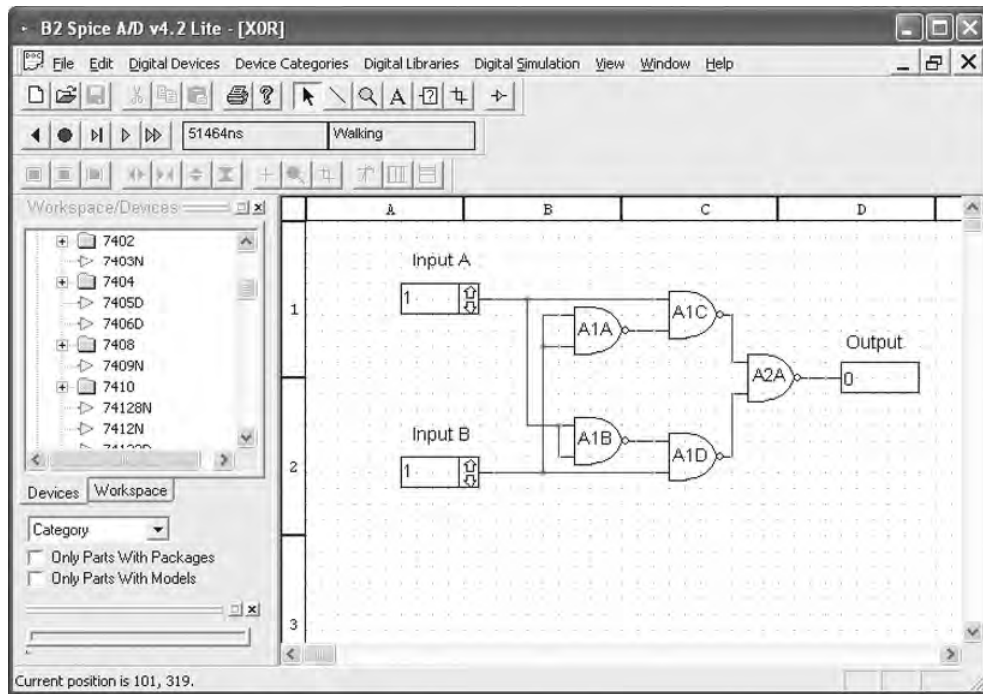 B2 Spice A/D v4.2 Lite - [XOR]
File Edit Digital Devices Device Categories Digital Libraries Digital Simulation View Window Help
51464ns Walking
Workspace/Devices
7402
7403N
7404
7405D
7406D
7408
7409N
7410
74128N
7412N
Devices Workspace
Category
Only Parts With Packages
Only Parts With Models
A B C D
1
2
3
Input A
1
A1A
A1C
Output
A2A
0
Input B
1
A1B
A1D
Current position is 101, 319.